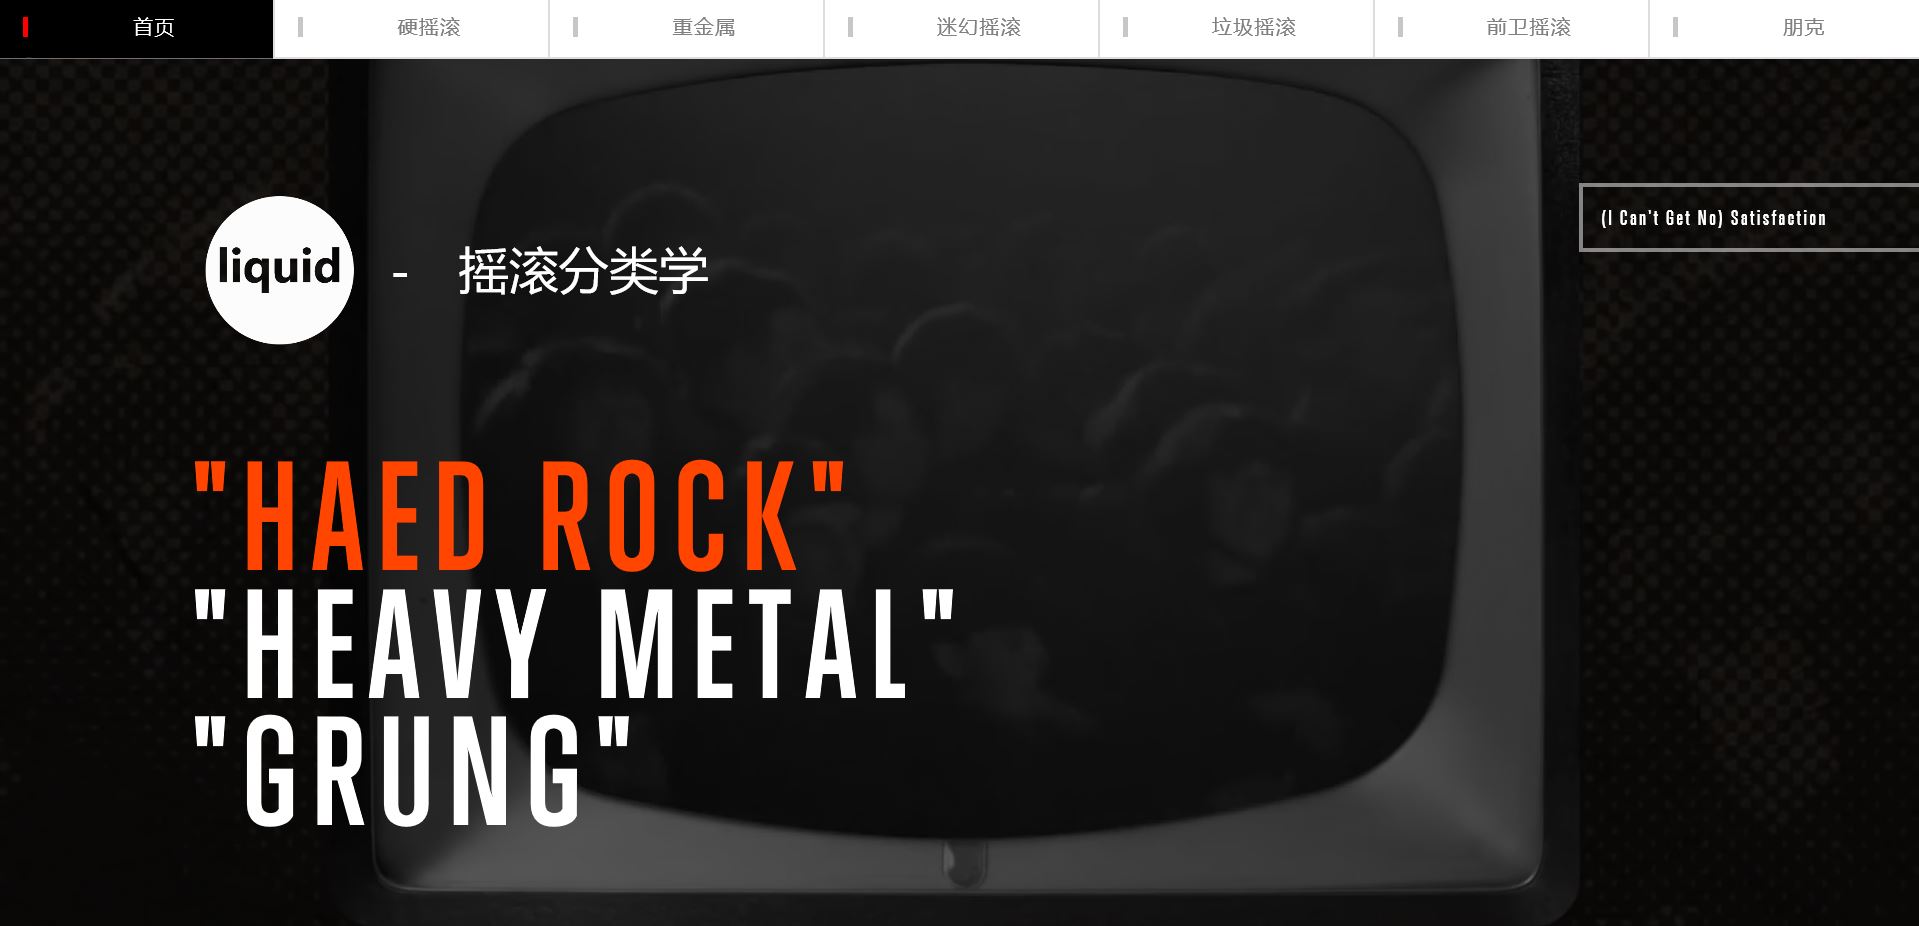 首页
硬摇滚
重金属
迷幻摇滚
垃圾摇滚
前卫摇滚
朋克
(I Can't Get No) Satisfaction
liquid - 摇滚分类学
"HAED ROCK"
"HEAVY METAL"
"GRUNG"